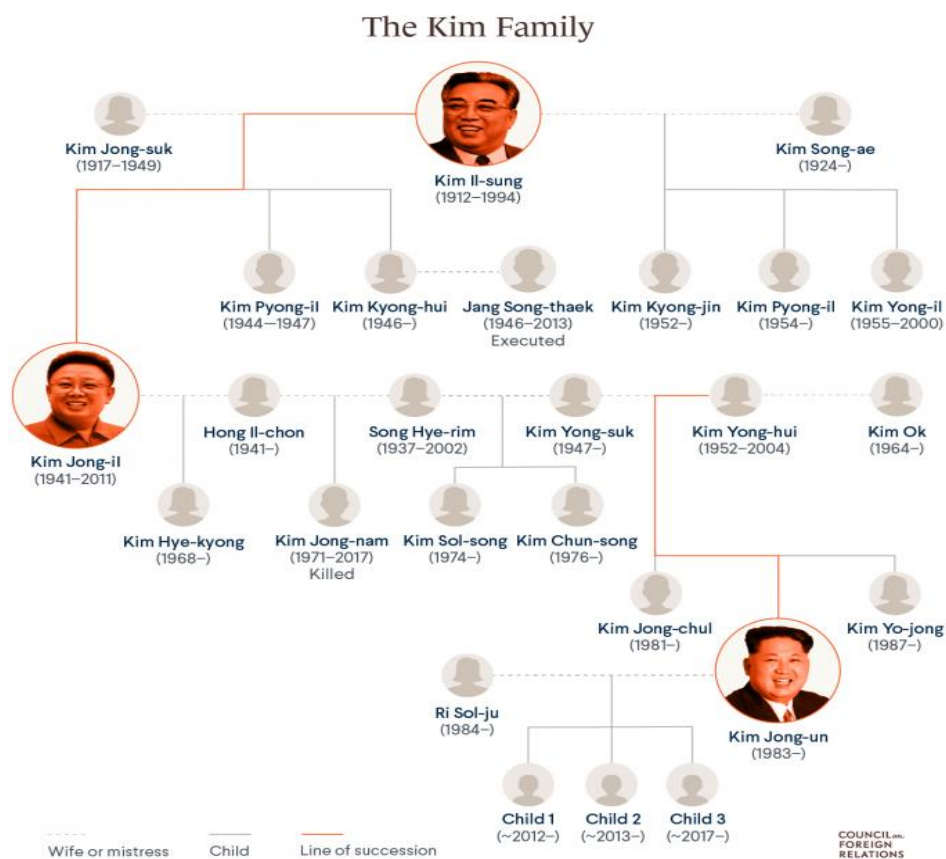 The Kim Family
Kim Jong-suk
(1917–1949)
Kim Il-sung
(1912–1994)
Kim Song-ae
(1924–)
Kim Pyong-il
(1944—1947)
Kim Kyong-hui
(1946–)
Jang Song-thaek
(1946–2013)
Executed
Kim Kyong-jin
(1952–)
Kim Pyong-il
(1954–)
Kim Yong-il
(1955–2000)
Kim Jong-il
(1941–2011)
Hong Il-chon
(1941–)
Song Hye-rim
(1937–2002)
Kim Yong-suk
(1947–)
Kim Yong-hui
(1952–2004)
Kim Ok
(1964–)
Kim Hye-kyong
(1968–)
Kim Jong-nam
(1971–2017)
Killed
Kim Sol-song
(1974–)
Kim Chun-song
(1976–)
Kim Jong-chul
(1981–)
Kim Yo-jong
(1987–)
Ri Sol-ju
(1984–)
Kim Jong-un
(1983–)
Child 1
(~2012–)
Child 2
(~2013–)
Child 3
(~2017–)
Wife or mistress
Child
Line of succession
COUNCIL on
FOREIGN
RELATIONS